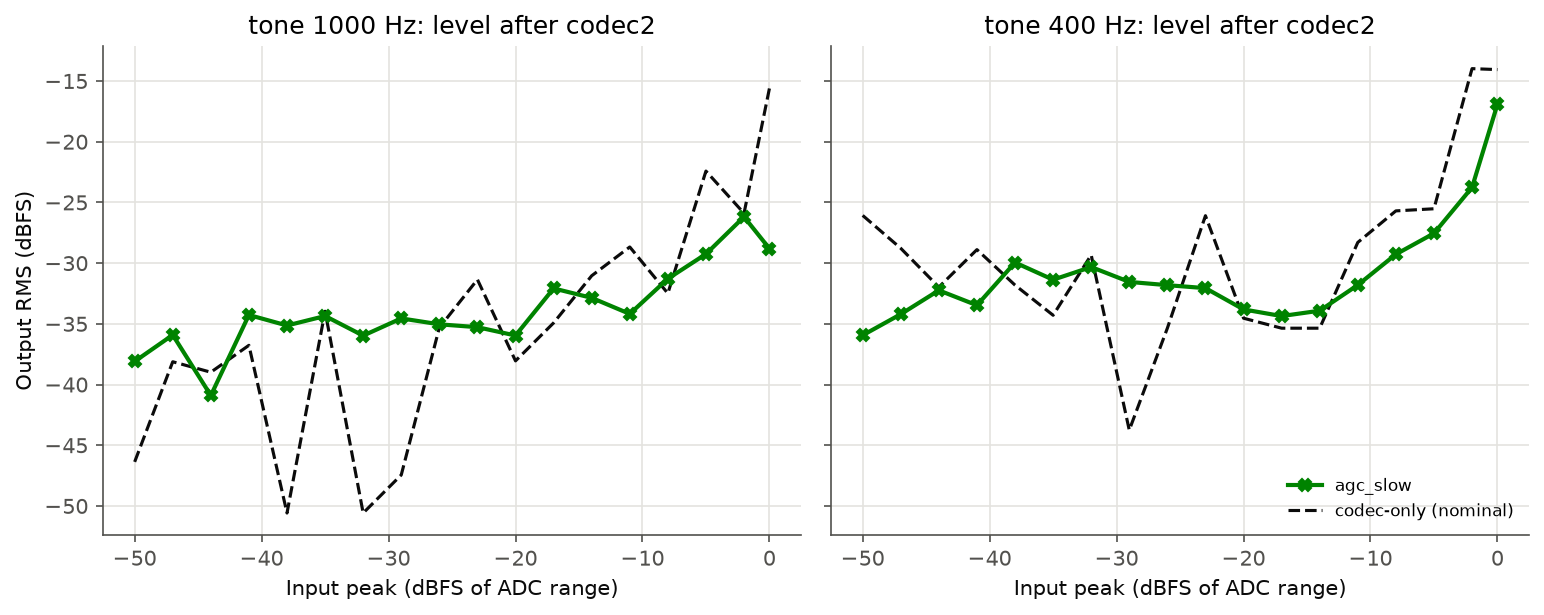 tone 1000 Hz: level after codec2
tone 400 Hz: level after codec2
Output RMS (dBFS)
−15
−20
−25
−30
−35
−40
−45
−50
−50
−40
−30
−20
−10
0
−50
−40
−30
−20
−10
0
Input peak (dBFS of ADC range)
Input peak (dBFS of ADC range)
agc_slow
codec-only (nominal)